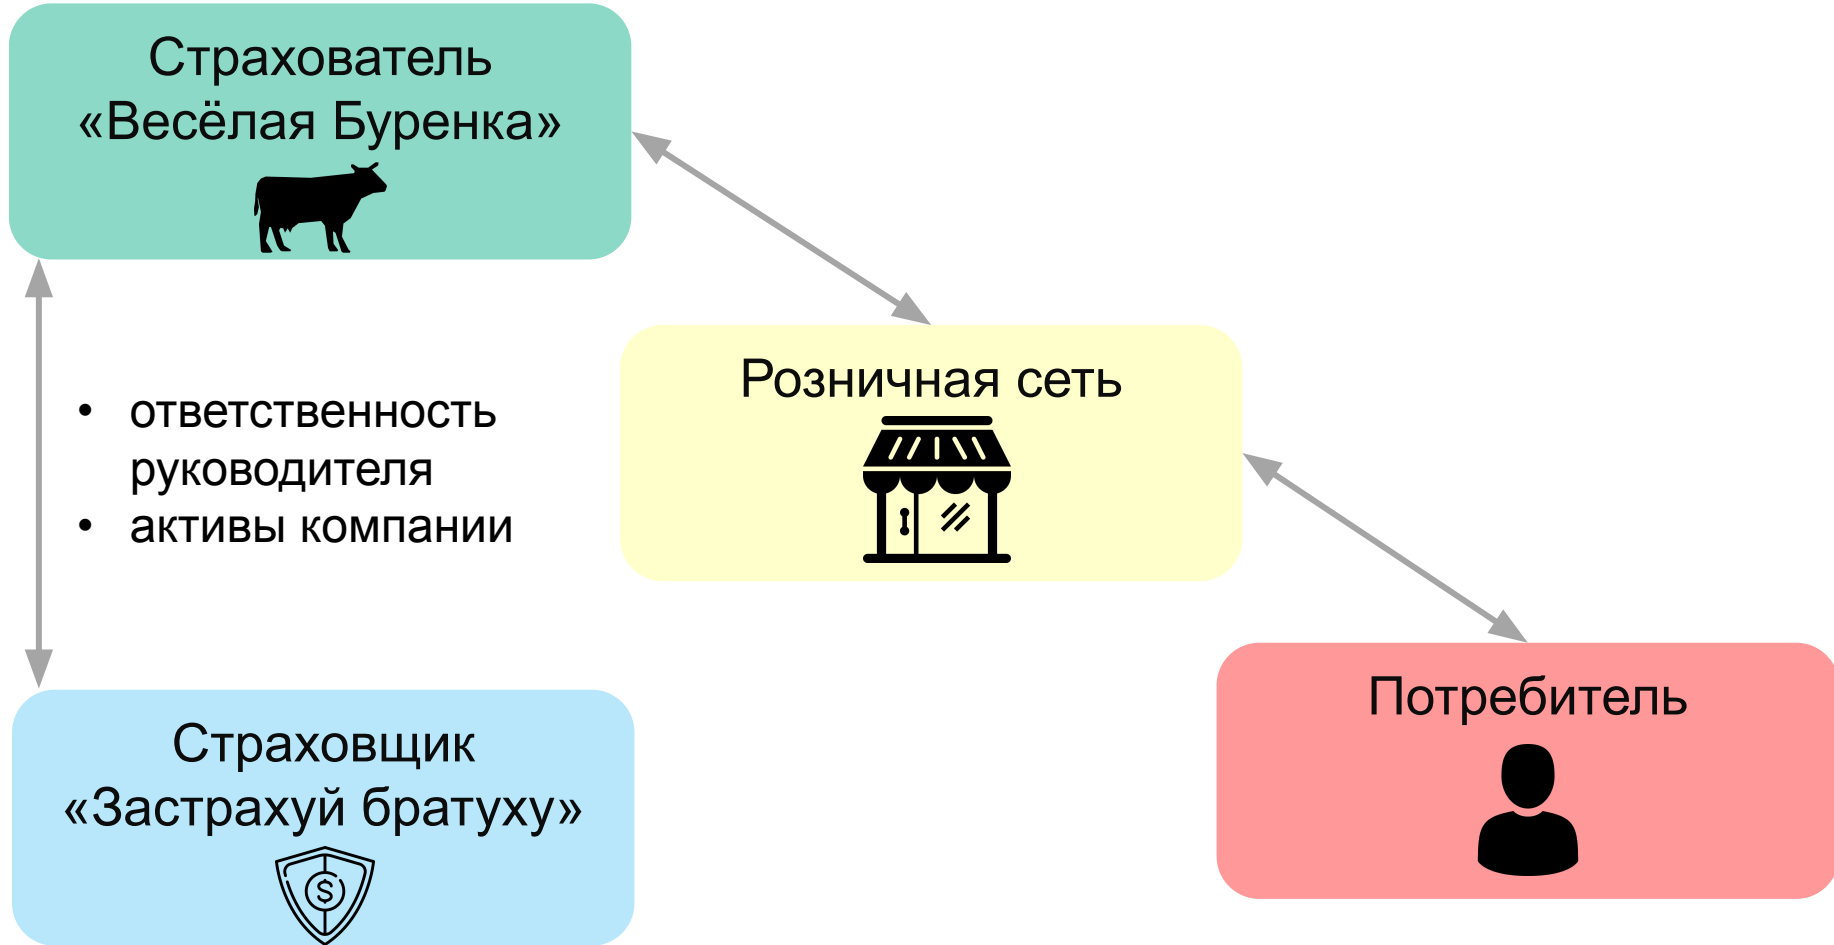 Страхователь
«Весёлая Буренка»
• ответственность
руководителя
• активы компании
Розничная сеть
Страховщик
«Застрахуй братуху»
$
Потребитель